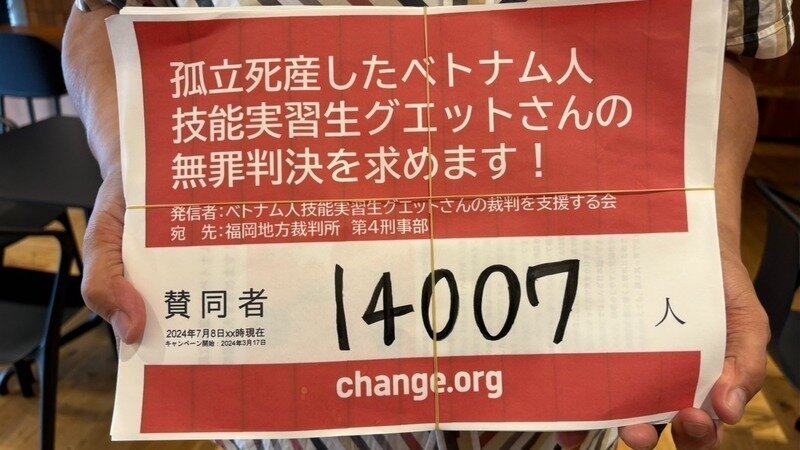 孤立死産したベトナム人
技能実習生グエットさんの
無罪判決を求めます！
発信者：ベトナム人技能実習生グエットさんの裁判を支援する会
宛　先：福岡地方裁判所　第４刑事部
賛同者 14007 人
2024年7月8日xx時現在
キャンペーン開始：2024年3月17日
change.org